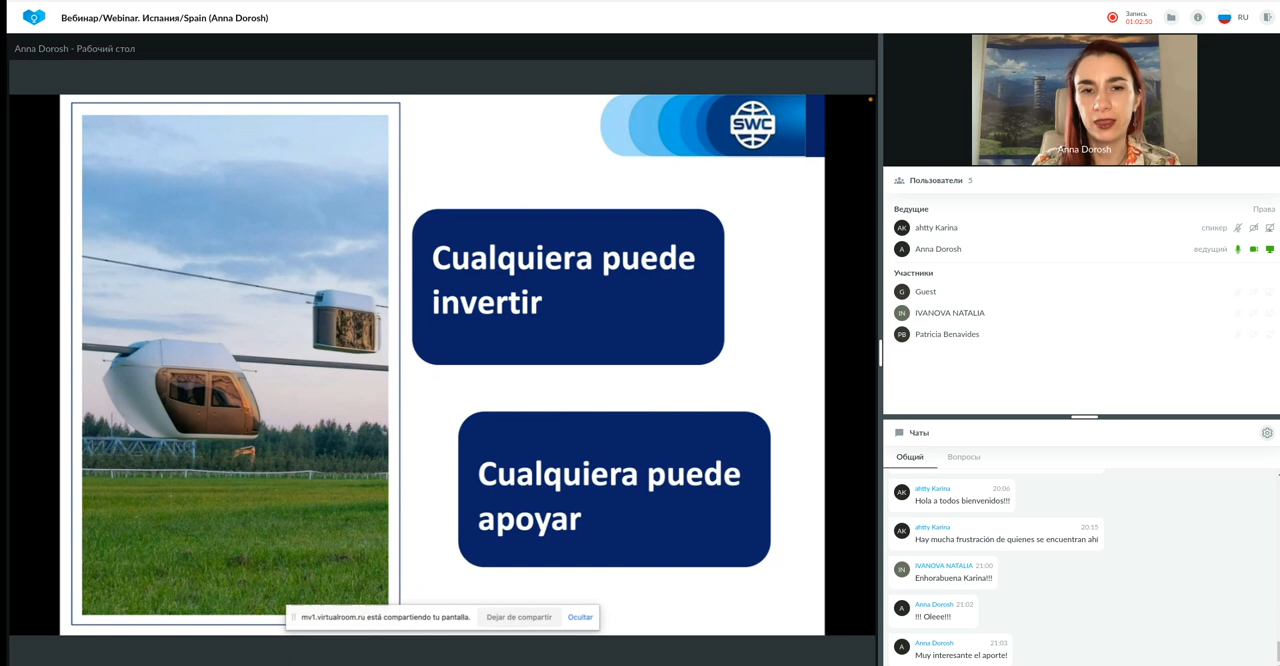 Вебинар/Webinar. Испания/Spain (Anna Dorosh)
Запись
01:02:50
RU
Anna Dorosh - Рабочий стол
SWC
Cualquiera puede
invertir
Cualquiera puede
apoyar
mv1.virtualroom.ru está compartiendo tu pantalla.
Dejar de compartir
Ocultar
Anna Dorosh
Пользователи 5
Ведущие
Права
AK ahtty Karina спикер
A Anna Dorosh ведущий
Участники
G Guest
IN IVANOVA NATALIA
PB Patricia Benavides
Чаты
Общий Вопросы
AK ahtty Karina 20:06
Hola a todos bienvenidos!!!
AK ahtty Karina 20:15
Hay mucha frustración de quienes se encuentran ahí
IN IVANOVA NATALIA 21:00
Enhorabuena Karina!!!
A Anna Dorosh 21:02
!!! Oleee!!!
A Anna Dorosh 21:03
Muy interesante el aporte!